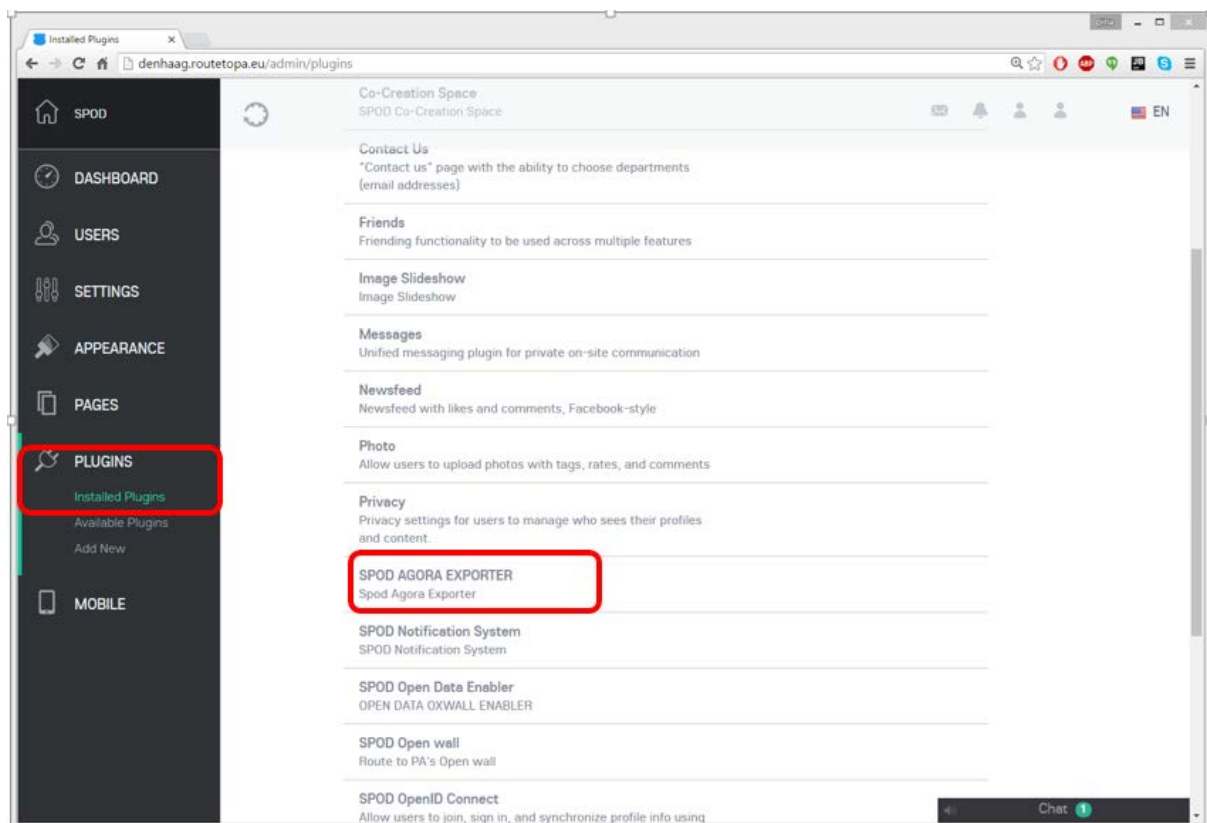 Installed Plugins
denhaag.routetopa.eu/admin/plugins
SPOD
EN
DASHBOARD
USERS
SETTINGS
APPEARANCE
PAGES
PLUGINS
Installed Plugins
Available Plugins
Add New
MOBILE
Co-Creation Space
SPOD Co-Creation Space
Contact Us
"Contact us" page with the ability to choose departments
(email addresses)
Friends
Friending functionality to be used across multiple features
Image Slideshow
Image Slideshow
Messages
Unified messaging plugin for private on-site communication
Newsfeed
Newsfeed with likes and comments, Facebook-style
Photo
Allow users to upload photos with tags, rates, and comments
Privacy
Privacy settings for users to manage who sees their profiles
and content.
SPOD AGORA EXPORTER
Spod Agora Exporter
SPOD Notification System
SPOD Notification System
SPOD Open Data Enabler
OPEN DATA OXWALL ENABLER
SPOD Open wall
Route to PA's Open wall
SPOD OpenID Connect
Allow users to join, sign in, and synchronize profile info using
Chat 1